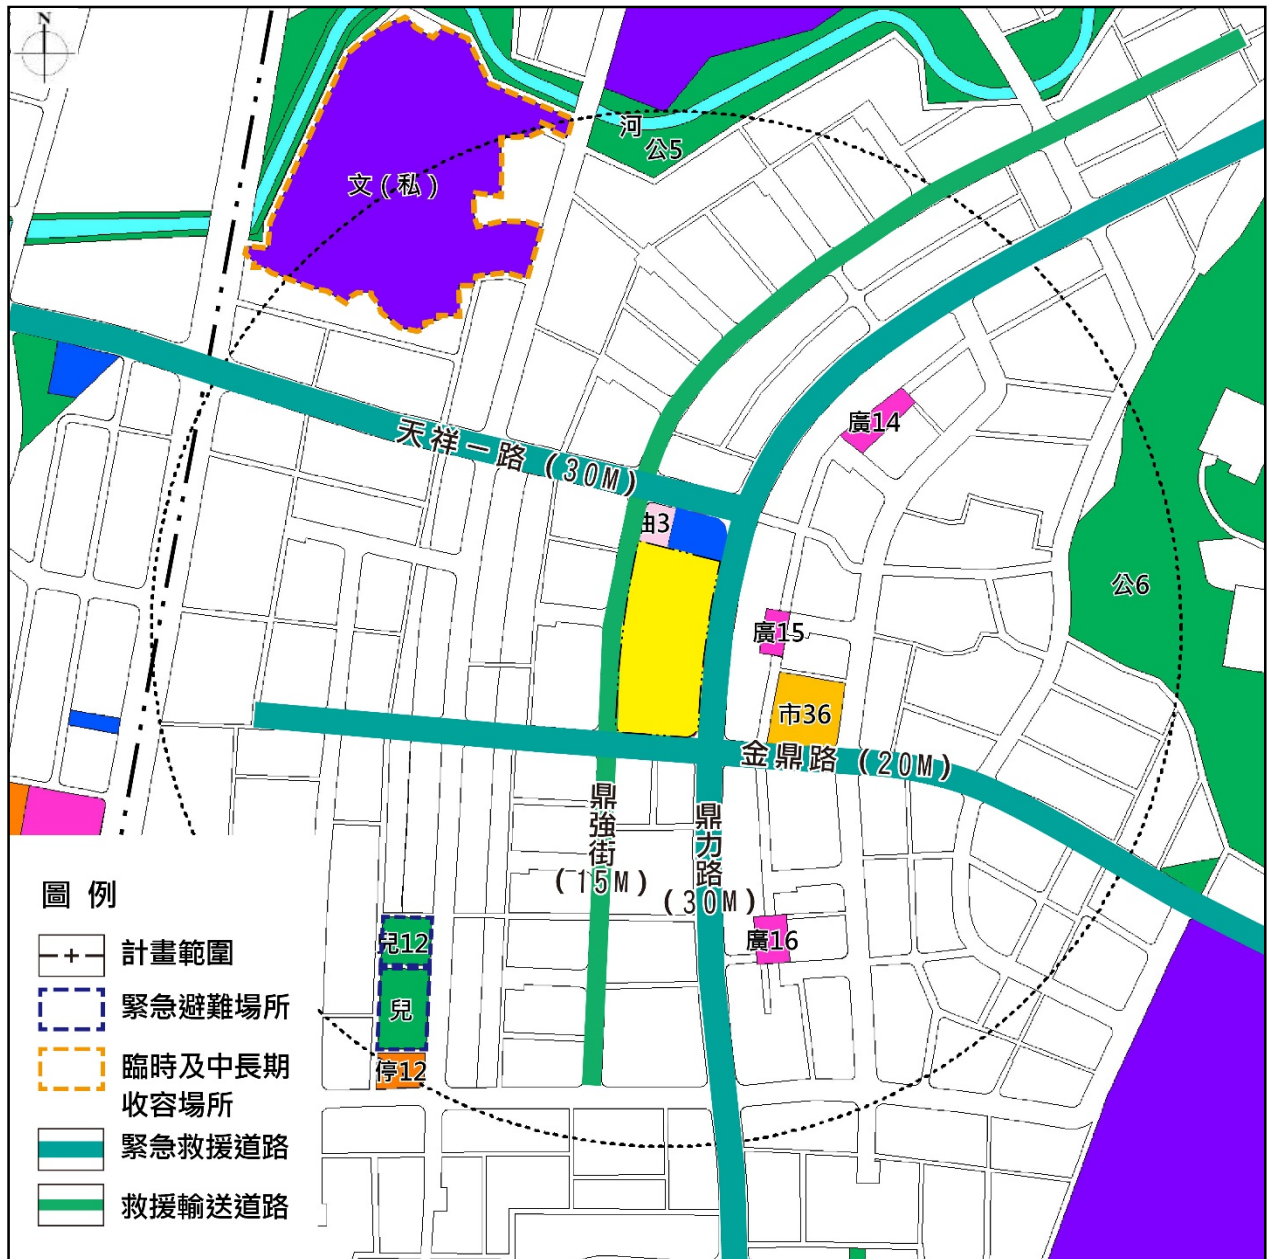 N
河
公5
文(私)
廣14
天祥一路(30M)
油3
公6
廣15
市36
金鼎路(20M)
鼎強街
(15M)
鼎力路
(30M)
廣16
兒12
兒
停12
圖例
計畫範圍
緊急避難場所
臨時及中長期
收容場所
緊急救援道路
救援輸送道路